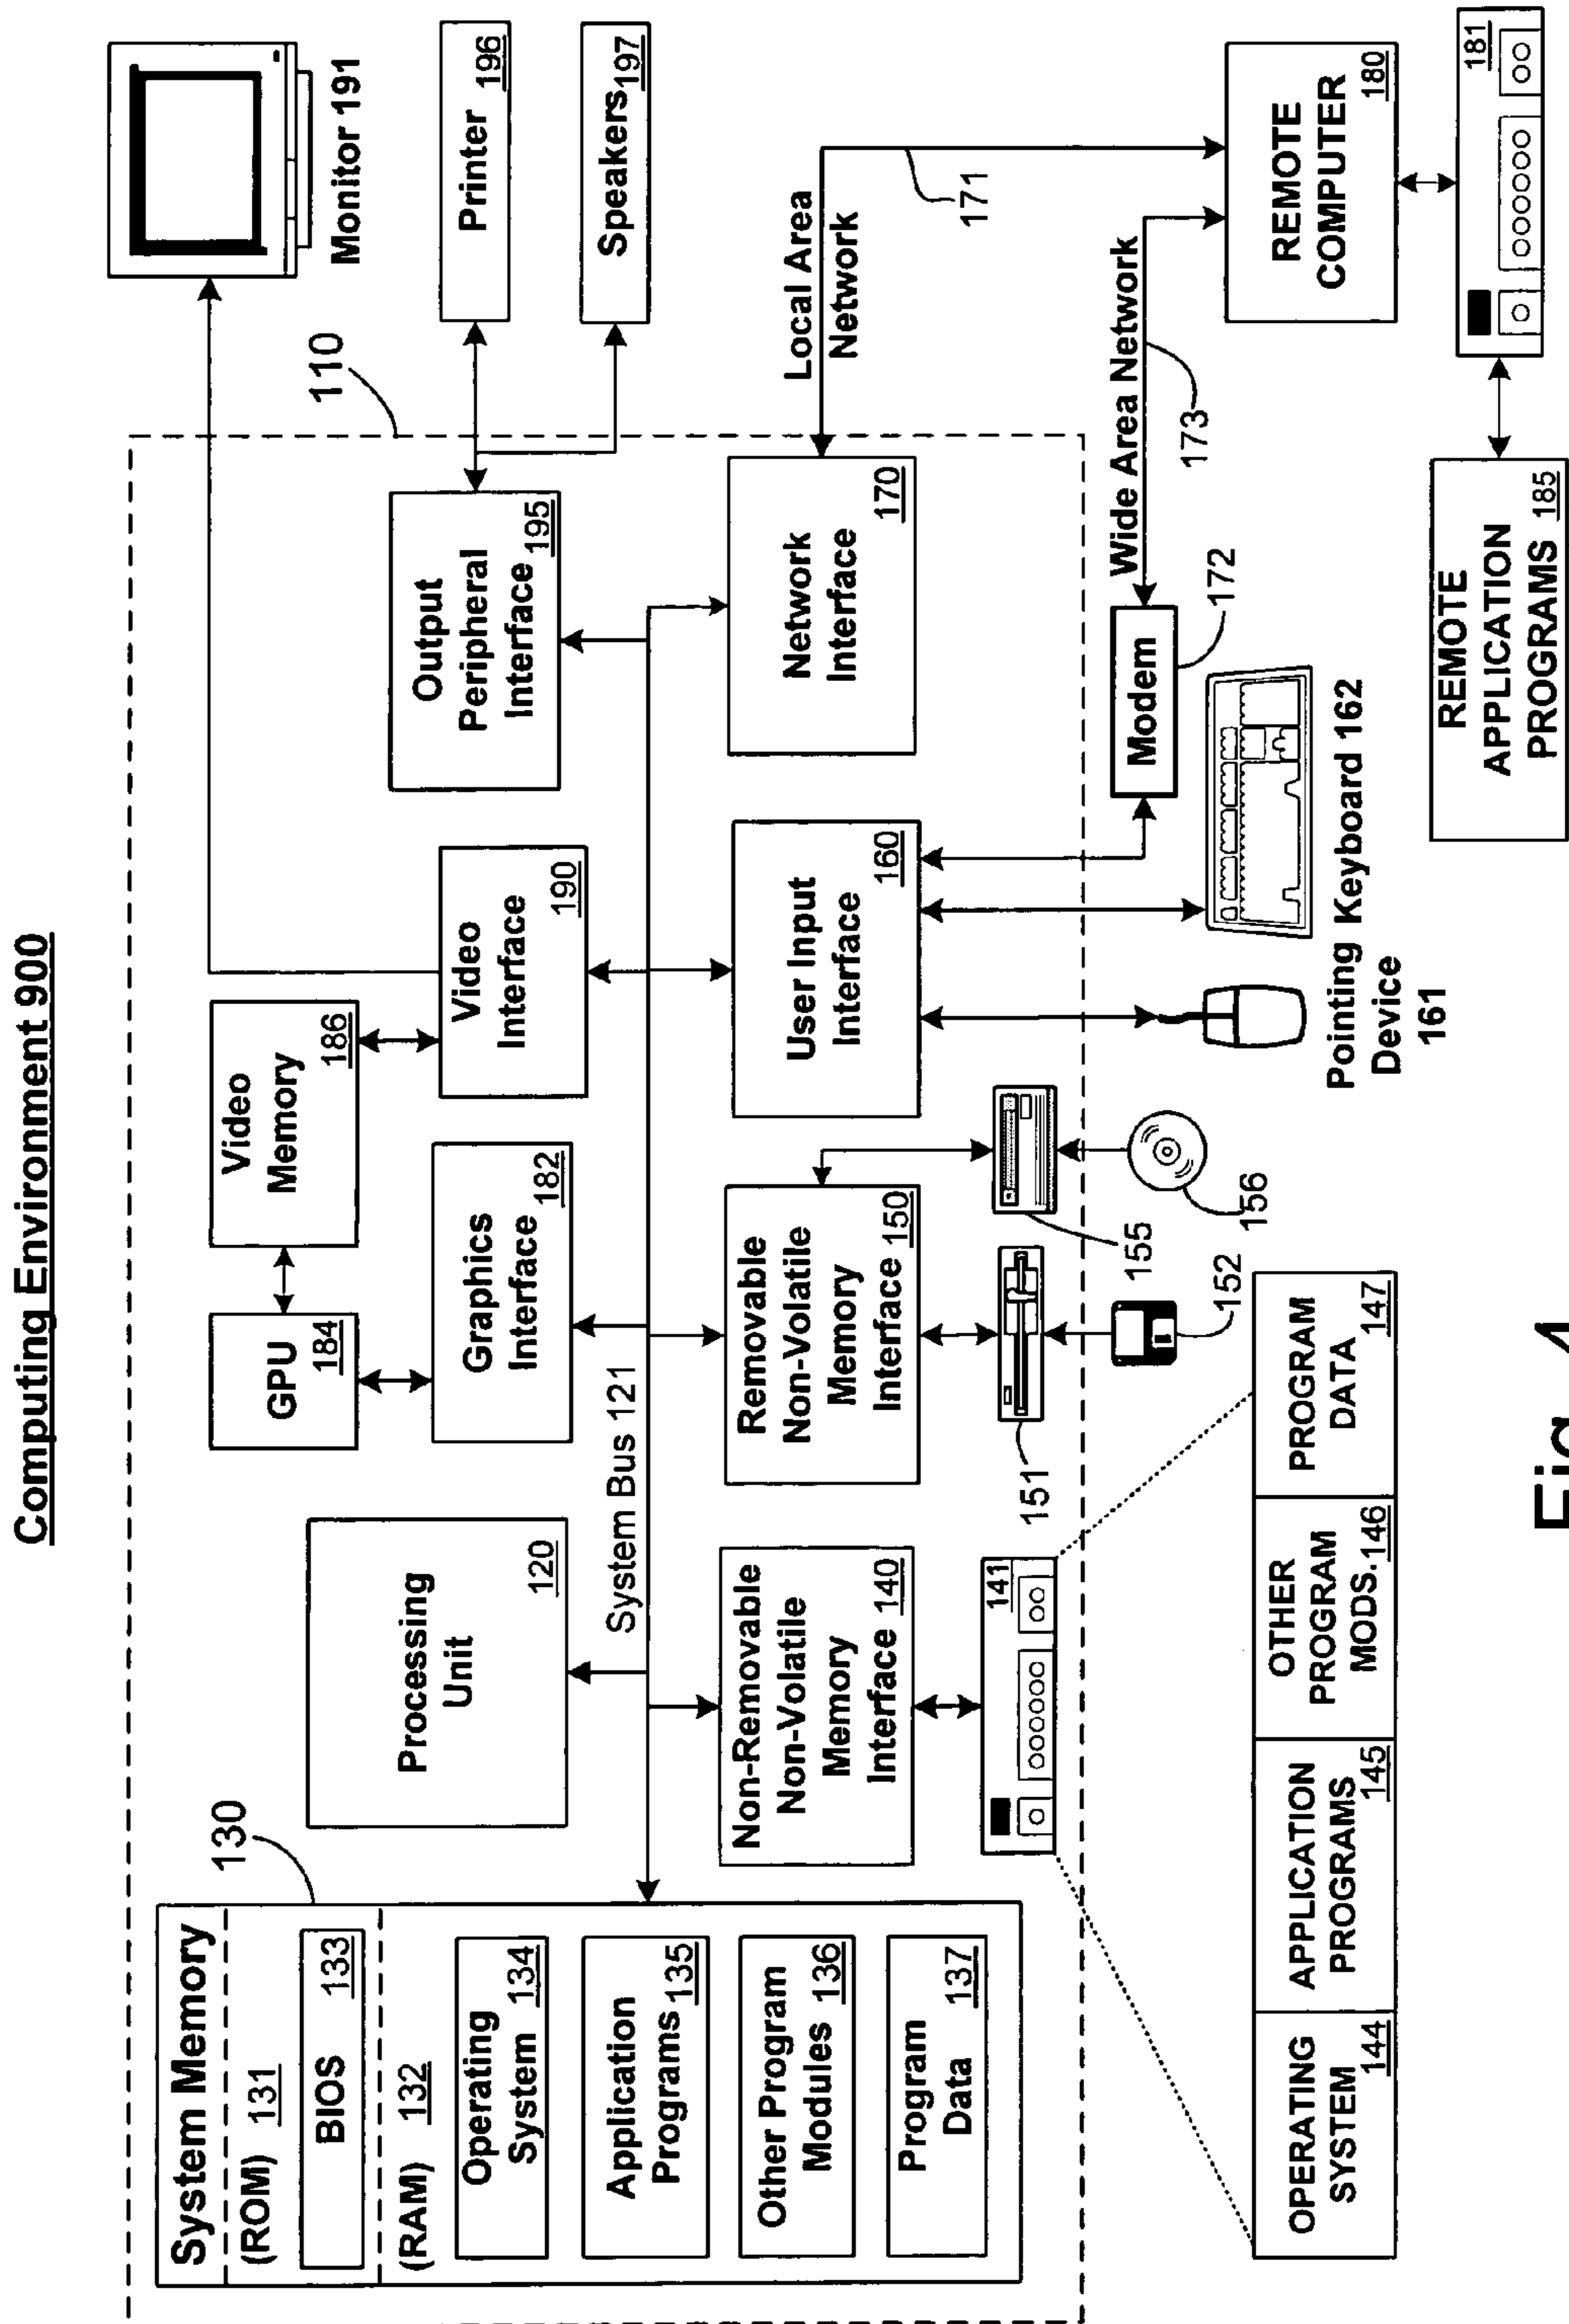 Computing Environment 900
System Memory
(ROM) 131
BIOS 133
(RAM) 132
Operating
System 134
Application
Programs 135
Other Program
Modules 136
Program
Data 137
130
Processing
Unit
120
GPU
184
Video
Memory
186
Graphics
Interface 182
Video
Interface
190
Output
Peripheral
Interface 195
110
Monitor 191
Printer
196
Speakers 197
System Bus 121
Non-Removable
Non-Volatile
Memory
Interface 140
Removable
Non-Volatile
Memory
Interface 150
User Input
Interface
160
Network
Interface
170
Local Area
Network
171
141
151
152
155
156
Pointing
Device
161
Keyboard 162
Modem
172
Wide Area Network
173
REMOTE
COMPUTER
180
181
REMOTE
APPLICATION
PROGRAMS 185
OPERATING
SYSTEM
144
APPLICATION
PROGRAMS
145
OTHER
PROGRAM
MODS. 146
PROGRAM
DATA
147
Fig. 4